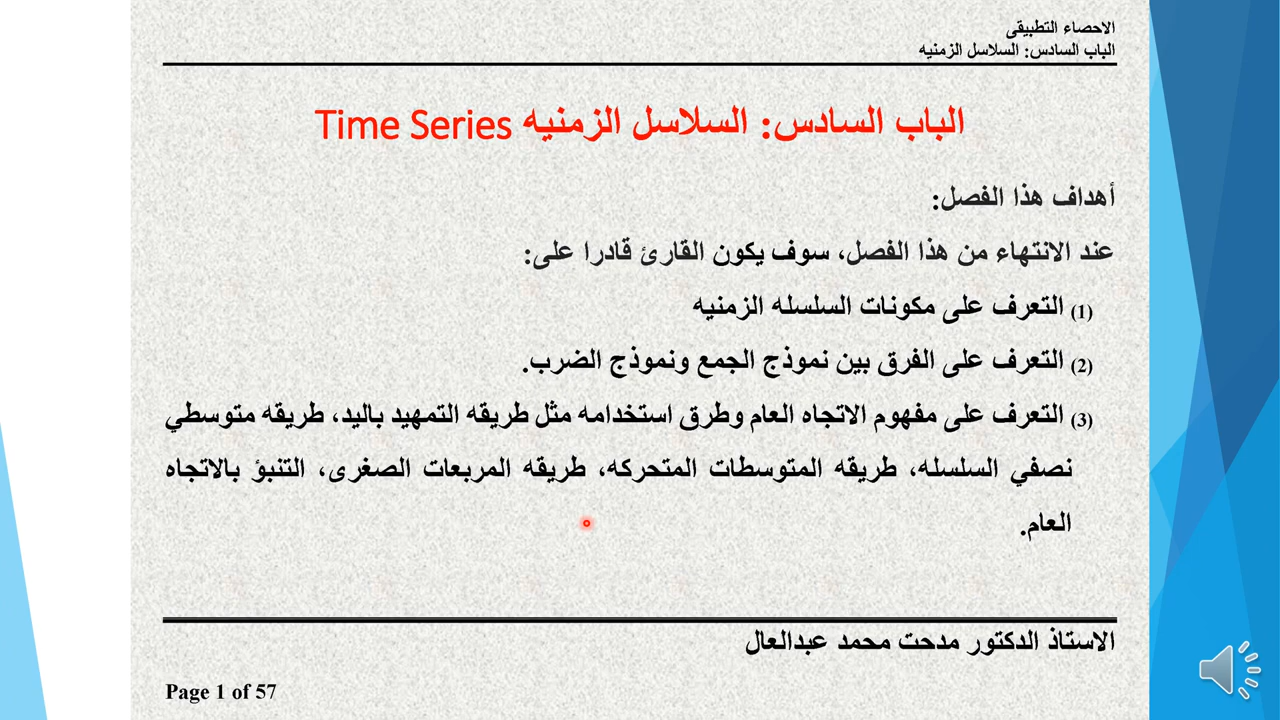 الاحصاء التطبيقى
الباب السادس: السلاسل الزمنيه
الباب السادس: السلاسل الزمنيه Time Series
أهداف هذا الفصل:
عند الانتهاء من هذا الفصل، سوف يكون القارئ قادرا على:
(1) التعرف على مكونات السلسله الزمنيه
(2) التعرف على الفرق بين نموذج الجمع ونموذج الضرب.
(3) التعرف على مفهوم الاتجاه العام وطرق استخدامه مثل طريقه التمهيد باليد، طريقه متوسطي
نصفي السلسله، طريقه المتوسطات المتحركه، طريقه المربعات الصغرى، التنبؤ بالاتجاه
العام.
الاستاذ الدكتور مدحت محمد عبدالعال
Page 1 of 57